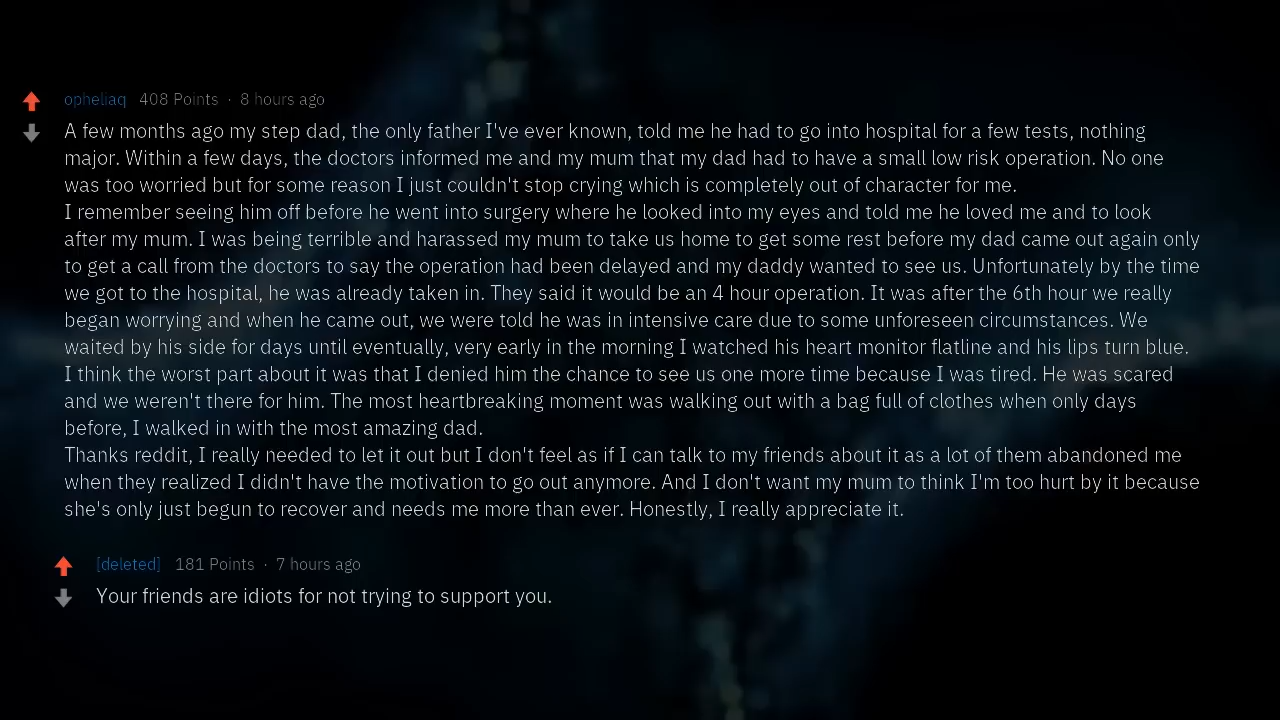 opheliaq 408 Points · 8 hours ago
A few months ago my step dad, the only father I've ever known, told me he had to go into hospital for a few tests, nothing
major. Within a few days, the doctors informed me and my mum that my dad had to have a small low risk operation. No one
was too worried but for some reason I just couldn't stop crying which is completely out of character for me.
I remember seeing him off before he went into surgery where he looked into my eyes and told me he loved me and to look
after my mum. I was being terrible and harassed my mum to take us home to get some rest before my dad came out again only
to get a call from the doctors to say the operation had been delayed and my daddy wanted to see us. Unfortunately by the time
we got to the hospital, he was already taken in. They said it would be an 4 hour operation. It was after the 6th hour we really
began worrying and when he came out, we were told he was in intensive care due to some unforeseen circumstances. We
waited by his side for days until eventually, very early in the morning I watched his heart monitor flatline and his lips turn blue.
I think the worst part about it was that I denied him the chance to see us one more time because I was tired. He was scared
and we weren't there for him. The most heartbreaking moment was walking out with a bag full of clothes when only days
before, I walked in with the most amazing dad.
Thanks reddit, I really needed to let it out but I don't feel as if I can talk to my friends about it as a lot of them abandoned me
when they realized I didn't have the motivation to go out anymore. And I don't want my mum to think I'm too hurt by it because
she's only just begun to recover and needs me more than ever. Honestly, I really appreciate it.
[deleted] 181 Points · 7 hours ago
Your friends are idiots for not trying to support you.